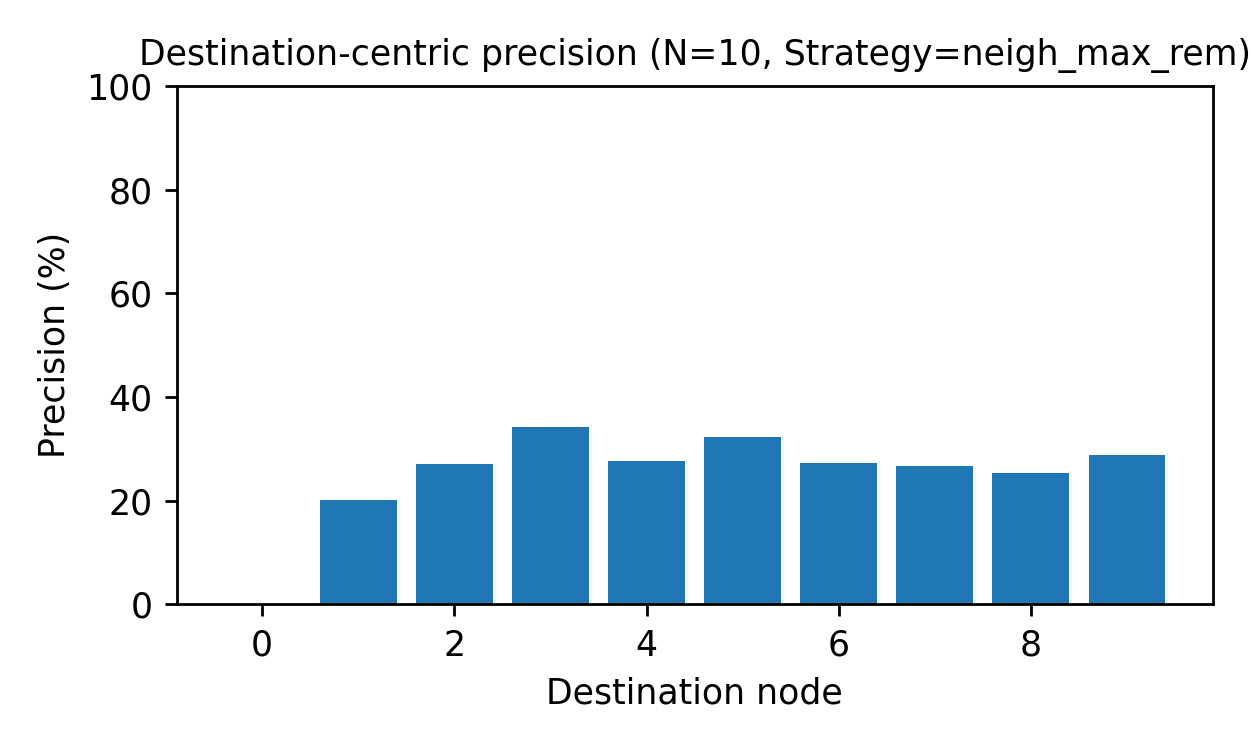 Destination-centric precision (N=10, Strategy=neigh_max_rem)
100
80
60
40
20
0
Precision (%)
0 2 4 6 8
Destination node